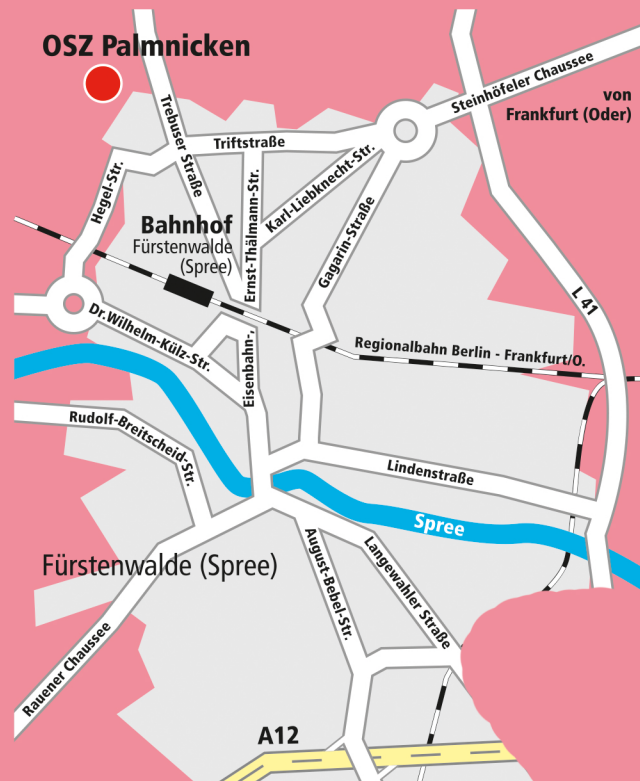 OSZ Palmnicken
Steinhöfeler Chaussee
von
Frankfurt (Oder)
Trebuser Straße
Triftstraße
Karl-Liebknecht-Str.
Hegel-Str.
Ernst-Thälmann-Str.
Gagarin-Straße
Bahnhof
Fürstenwalde
(Spree)
L 41
Dr.Wilhelm-Külz-Str.
Eisenbahn-.
Regionalbahn Berlin - Frankfurt/O.
Rudolf-Breitscheid-Str.
Lindenstraße
Spree
Fürstenwalde (Spree)
August-Bebel-Str.
Langewahler Straße
Rauener Chaussee
A12